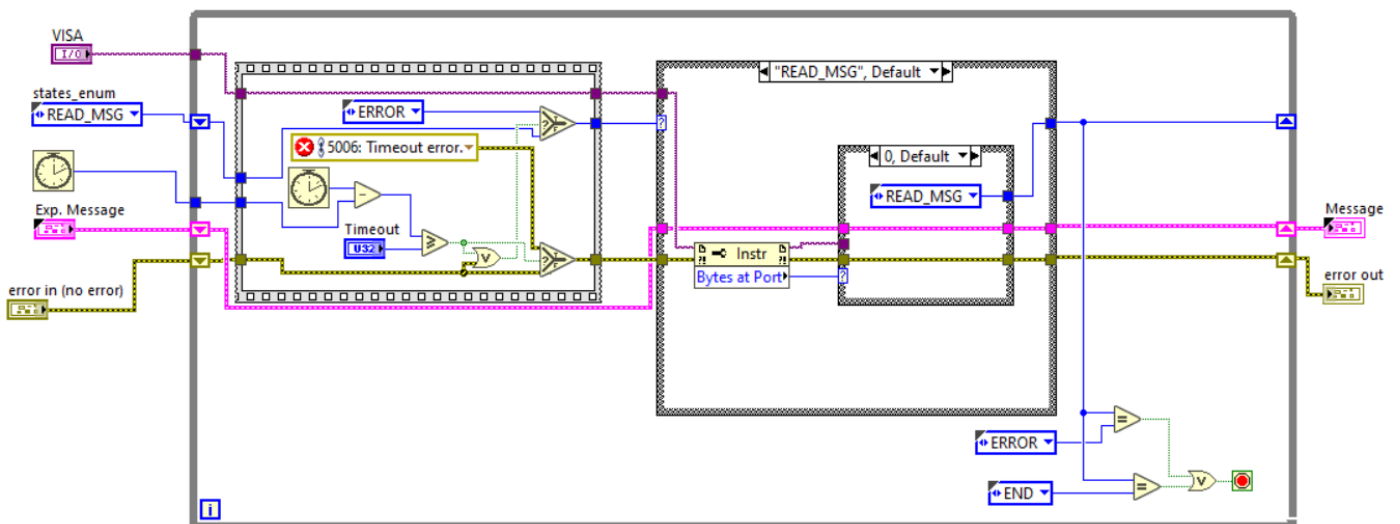 VISA
I/O
states_enum
READ_MSG
Exp. Message
error in (no error)
ERROR
5006: Timeout error.
Timeout
U32
"READ_MSG", Default
0, Default
READ_MSG
Instr
Bytes at Port
ERROR
END
Message
error out
i